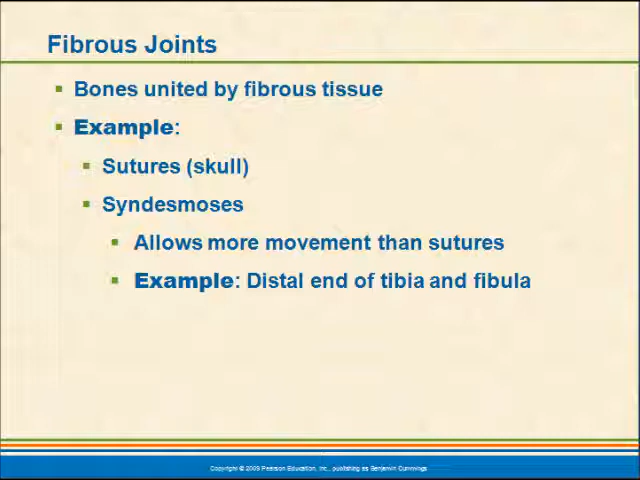 Fibrous Joints
Bones united by fibrous tissue
Example:
Sutures (skull)
Syndesmoses
Allows more movement than sutures
Example: Distal end of tibia and fibula
Copyright © 2009 Pearson Education, Inc., publishing as Benjamin Cummings